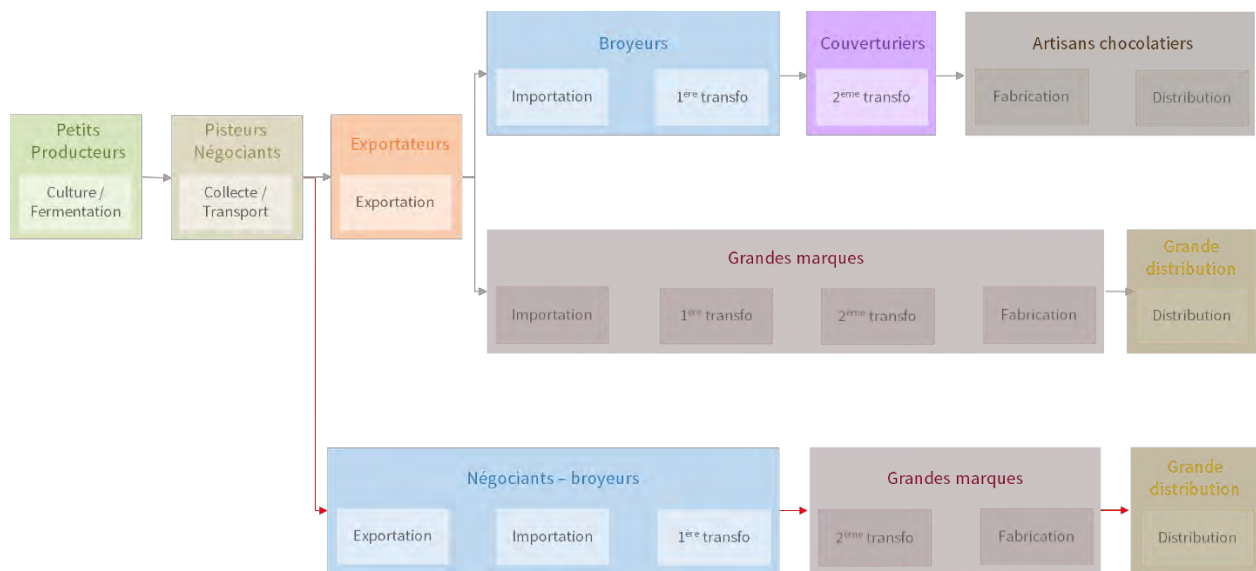 Petits
Producteurs
Culture /
Fermentation
Pisteurs
Négociants
Collecte /
Transport
Exportateurs
Exportation
Broyeurs
Importation
1ère transfo
Couverturiers
2ème transfo
Artisans chocolatiers
Fabrication
Distribution
Grandes marques
Importation
1ère transfo
2ème transfo
Fabrication
Grande
distribution
Distribution
Négociants – broyeurs
Exportation
Importation
1ère transfo
Grandes marques
2ème transfo
Fabrication
Grande
distribution
Distribution